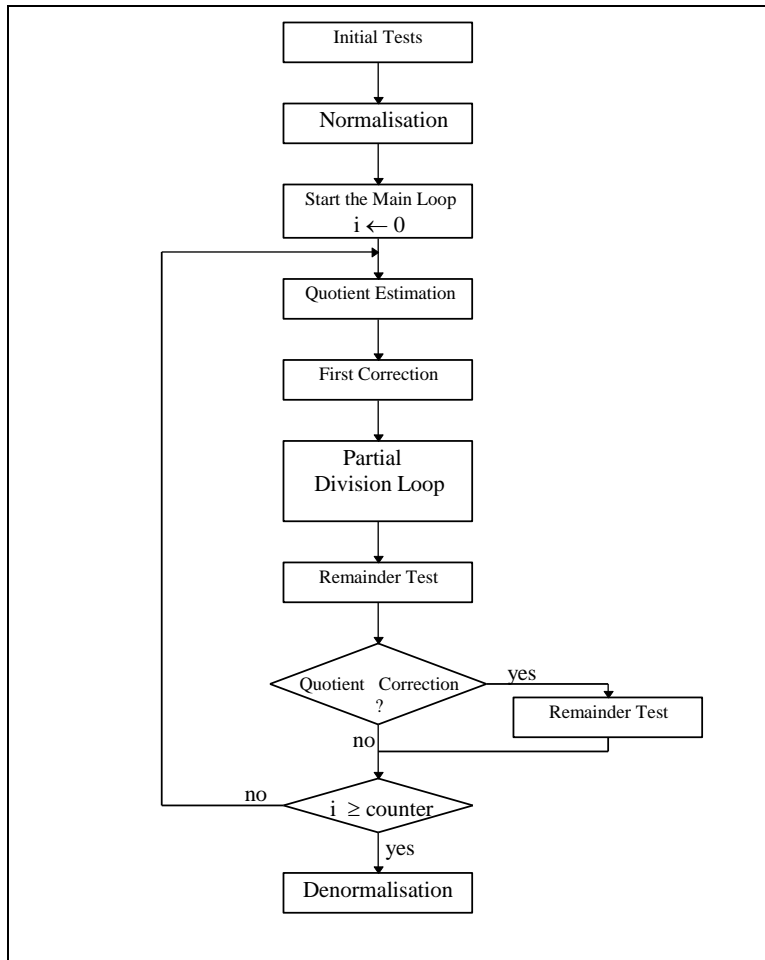 Initial Tests
Normalisation
Start the Main Loop
i ← 0
Quotient Estimation
First Correction
Partial
Division Loop
Remainder Test
Quotient Correction
?
yes
Remainder Test
no
i ≥ counter
no
yes
Denormalisation